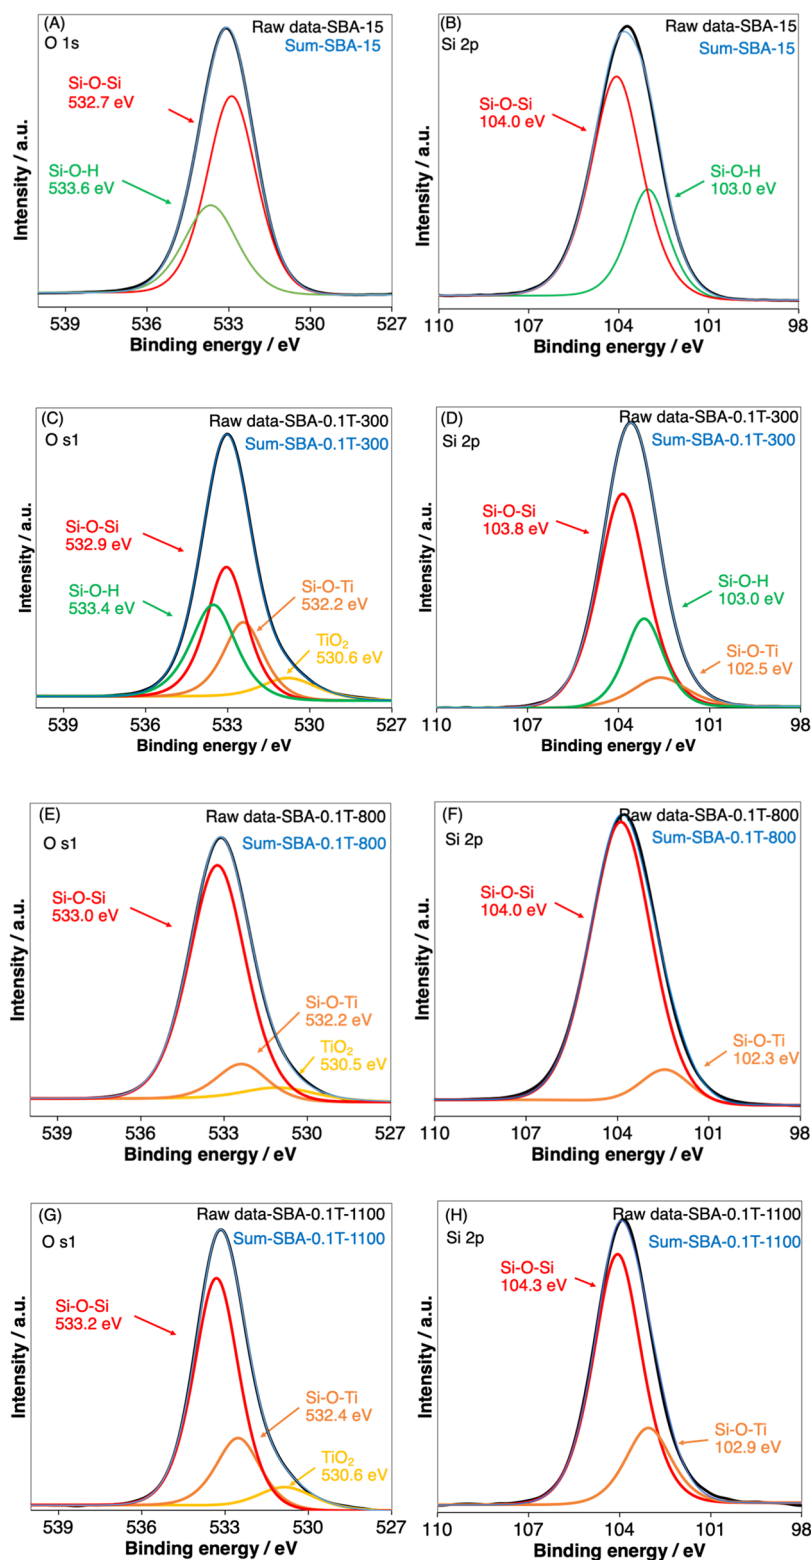 (A)
Raw data-SBA-15
O 1s
Sum-SBA-15
Si-O-Si
532.7 eV
Si-O-H
533.6 eV
Intensity / a.u.
539 536 533 530 527
Binding energy / eV
(B)
Raw data-SBA-15
Si 2p
Sum-SBA-15
Si-O-Si
104.0 eV
Si-O-H
103.0 eV
Intensity / a.u.
110 107 104 101 98
Binding energy / eV
(C)
Raw data-SBA-0.1T-300
O s1
Sum-SBA-0.1T-300
Si-O-Si
532.9 eV
Si-O-H
533.4 eV
Si-O-Ti
532.2 eV
TiO2
530.6 eV
Intensity / a.u.
539 536 533 530 527
Binding energy / eV
(D)
Raw data-SBA-0.1T-300
Si 2p
Sum-SBA-0.1T-300
Si-O-Si
103.8 eV
Si-O-H
103.0 eV
Si-O-Ti
102.5 eV
Intensity / a.u.
110 107 104 101 98
Binding energy / eV
(E)
Raw data-SBA-0.1T-800
O s1
Sum-SBA-0.1T-800
Si-O-Si
533.0 eV
Si-O-Ti
532.2 eV
TiO2
530.5 eV
Intensity / a.u.
539 536 533 530 527
Binding energy / eV
(F)
Raw data-SBA-0.1T-800
Si 2p
Sum-SBA-0.1T-800
Si-O-Si
104.0 eV
Si-O-Ti
102.3 eV
Intensity / a.u.
110 107 104 101 98
Binding energy / eV
(G)
Raw data-SBA-0.1T-1100
O s1
Sum-SBA-0.1T-1100
Si-O-Si
533.2 eV
Si-O-Ti
532.4 eV
TiO2
530.6 eV
Intensity / a.u.
539 536 533 530 527
Binding energy / eV
(H)
Raw data-SBA-0.1T-1100
Si 2p
Sum-SBA-0.1T-1100
Si-O-Si
104.3 eV
Si-O-Ti
102.9 eV
Intensity / a.u.
110 107 104 101 98
Binding energy / eV